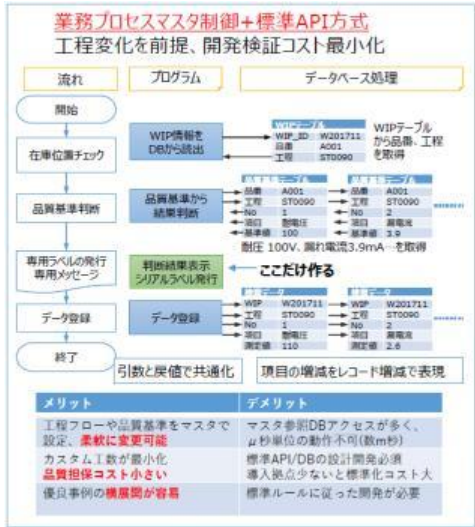 業務プロセスマスタ制御+標準API方式
工程変化を前提、開発検証コスト最小化
流れ
プログラム
データベース処理
開始
在庫位置チェック
品質基準判断
専用ラベルの発行
専用メッセージ
データ登録
終了
WIP情報を
DBから読出
品質基準から
結果判断
判断結果表示
シリアルラベル発行
データ登録
WIPテーブル
WIP_ID W201711
品番 A001
工程 ST0090
WIPテーブル
から品番、工程
を取得
品質基準テーブル
品番 A001
工程 ST0090
No 1
項目 耐電圧
基準値 100
品質基準テーブル
品番 A001
工程 ST0090
No 2
項目 漏電流
基準値 3.9
耐圧 100V、漏れ電流3.9mA …を取得
ここだけ作る
WIP W201711
工程 ST0090
No 1
項目 耐電圧
測定値 110
WIP W201711
工程 ST0090
No 2
項目 漏電流
測定値 2.6
引数と戻値で共通化
項目の増減をレコード増減で表現
メリット
デメリット
工程フローや品質基準をマスタで
設定、柔軟に変更可能
マスタ参照DBアクセスが多く、
μ秒単位の動作不可(数m秒)
カスタム工数が最小化
品質担保コスト小さい
標準API/DBの設計開発必須
導入拠点少ないと標準化コスト大
優良事例の横展開が容易
標準ルールに従った開発が必要